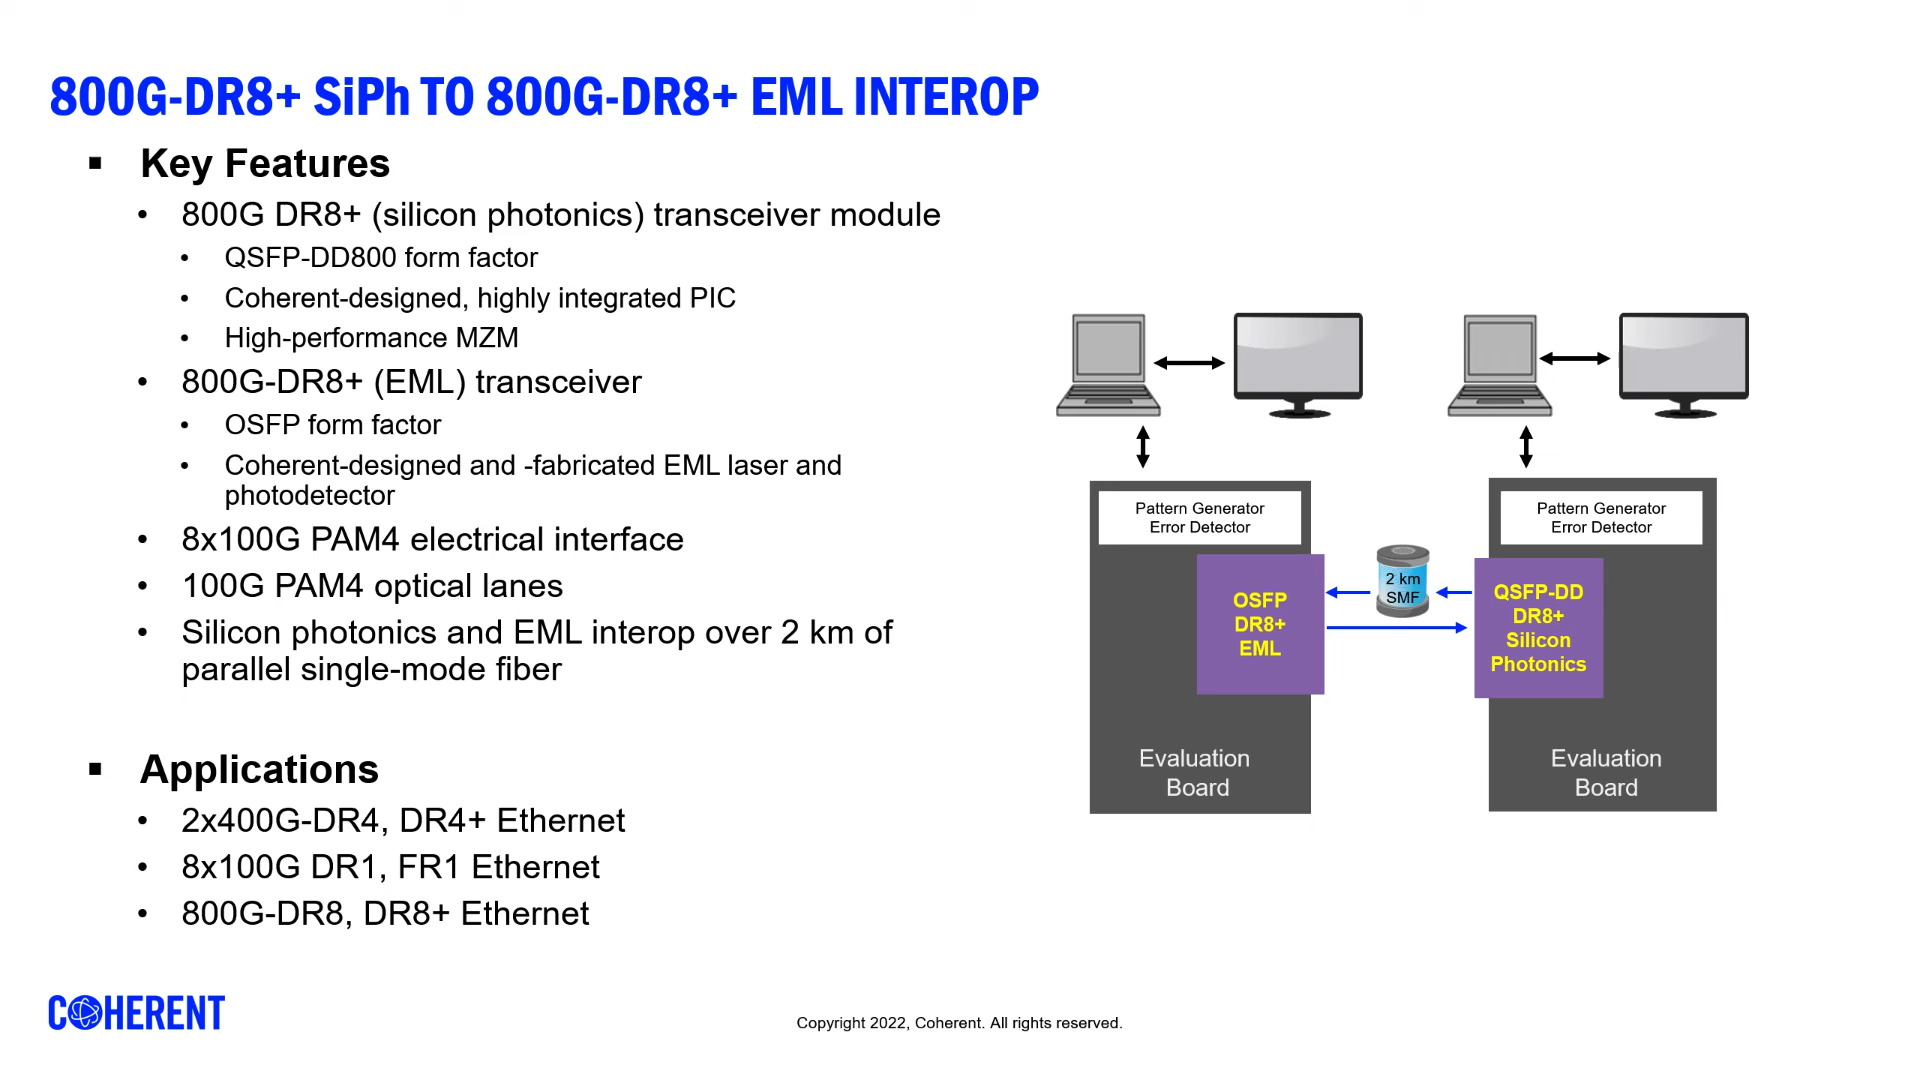 800G-DR8+ SiPh TO 800G-DR8+ EML INTEROP
▪ Key Features
• 800G DR8+ (silicon photonics) transceiver module
• QSFP-DD800 form factor
• Coherent-designed, highly integrated PIC
• High-performance MZM
• 800G-DR8+ (EML) transceiver
• OSFP form factor
• Coherent-designed and -fabricated EML laser and
photodetector
• 8x100G PAM4 electrical interface
• 100G PAM4 optical lanes
• Silicon photonics and EML interop over 2 km of
parallel single-mode fiber
▪ Applications
• 2x400G-DR4, DR4+ Ethernet
• 8x100G DR1, FR1 Ethernet
• 800G-DR8, DR8+ Ethernet
Pattern Generator
Error Detector
OSFP
DR8+
EML
Evaluation
Board
2 km
SMF
Pattern Generator
Error Detector
QSFP-DD
DR8+
Silicon
Photonics
Evaluation
Board
COHERENT
Copyright 2022, Coherent. All rights reserved.